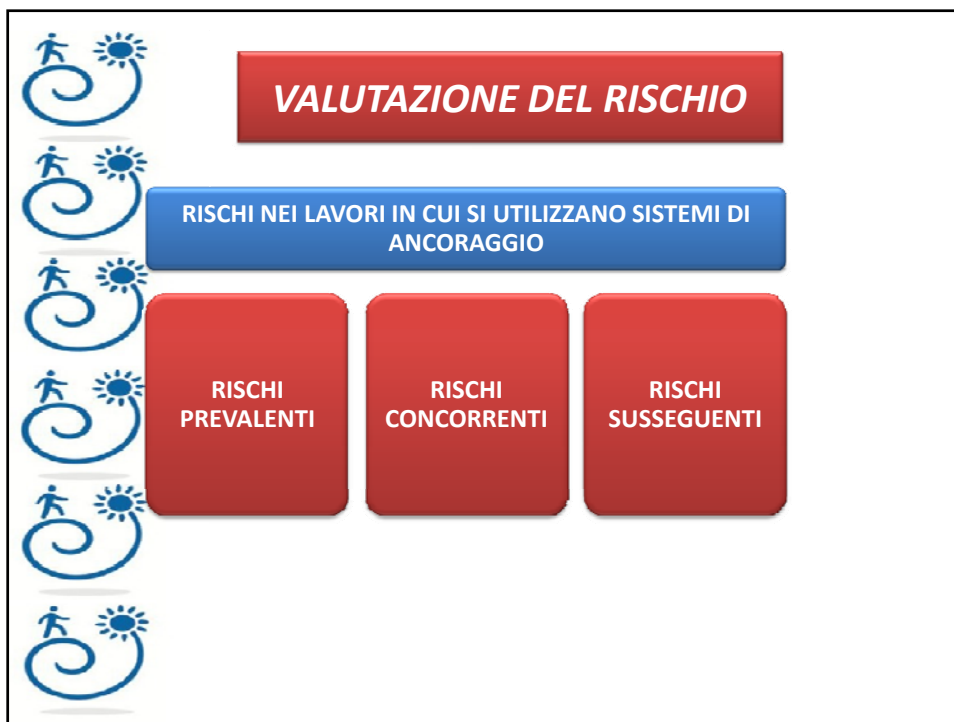 VALUTAZIONE DEL RISCHIO
RISCHI NEI LAVORI IN CUI SI UTILIZZANO SISTEMI DI
ANCORAGGIO
RISCHI
PREVALENTI
RISCHI
CONCORRENTI
RISCHI
SUSSEGUENTI